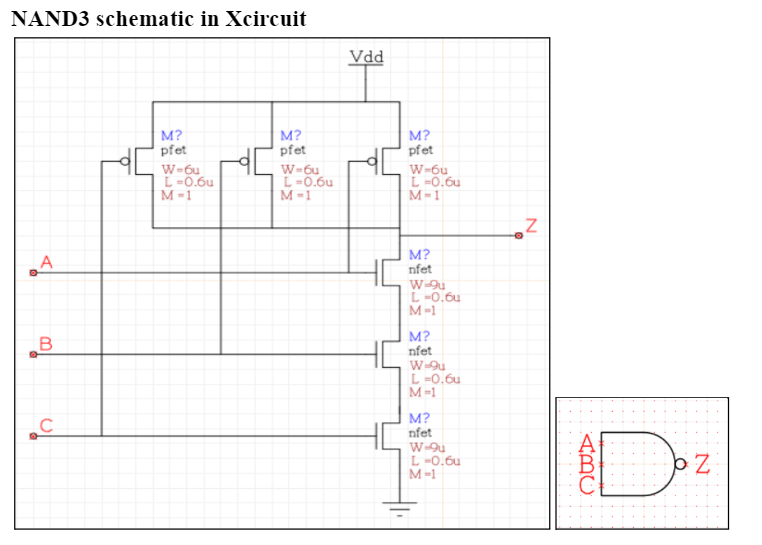 NAND3 schematic in Xcircuit
Vdd
M?
pfet
W=6u
L=0.6u
M=1
M?
pfet
W=6u
L=0.6u
M=1
M?
pfet
W=6u
L=0.6u
M=1
Z
A
M?
nfet
W=9u
L=0.6u
M=1
B
M?
nfet
W=9u
L=0.6u
M=1
C
M?
nfet
W=9u
L=0.6u
M=1
A
B
C
Z